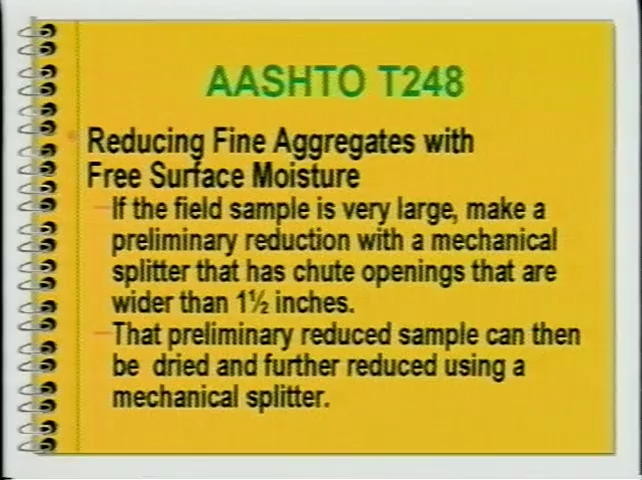 AASHTO T248
Reducing Fine Aggregates with
Free Surface Moisture
–If the field sample is very large, make a
preliminary reduction with a mechanical
splitter that has chute openings that are
wider than 1½ inches.
–That preliminary reduced sample can then
be dried and further reduced using a
mechanical splitter.